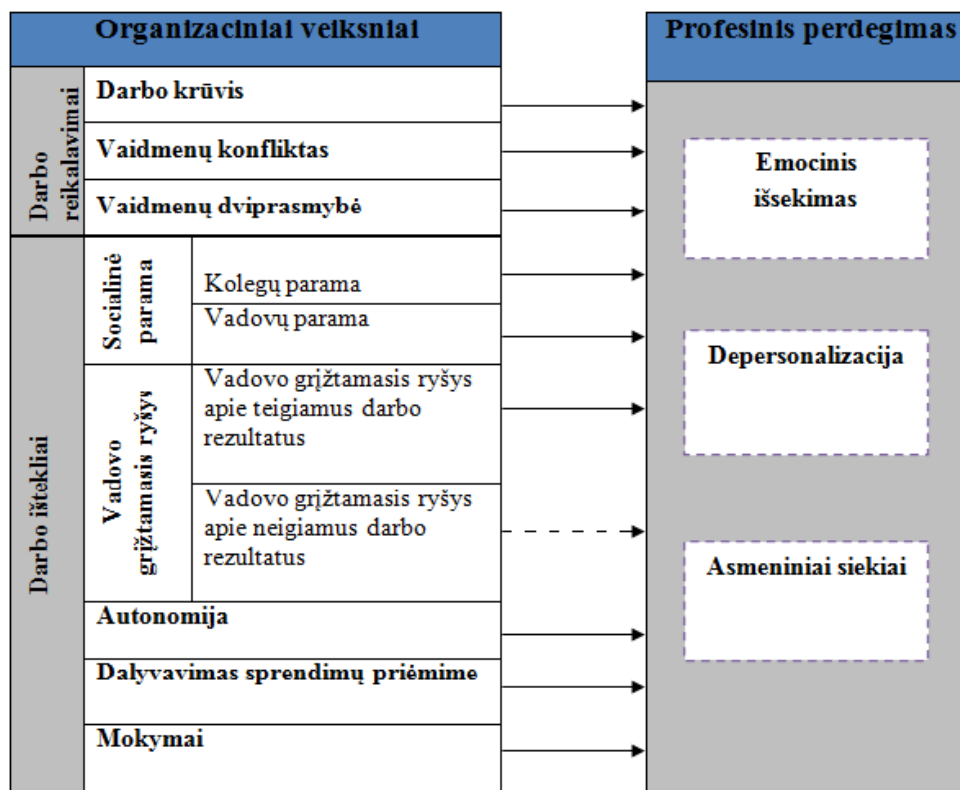 Organizaciniai veiksniai
Profesinis perdegimas
Darbo
reikalavimai
Darbo krūvis
Vaidmenų konfliktas
Vaidmenų dviprasmybė
Darbo ištekliai
Socialinė
parama
Kolegų parama
Vadovų parama
Vadovo
grįžtamasis ryšys
Vadovo grįžtamasis ryšys
apie teigiamus darbo
rezultatus
Vadovo grįžtamasis ryšys
apie neigiamus darbo
rezultatus
Autonomija
Dalyvavimas sprendimų priėmime
Mokymai
Emocinis
išsekimas
Depersonalizacija
Asmeniniai siekiai